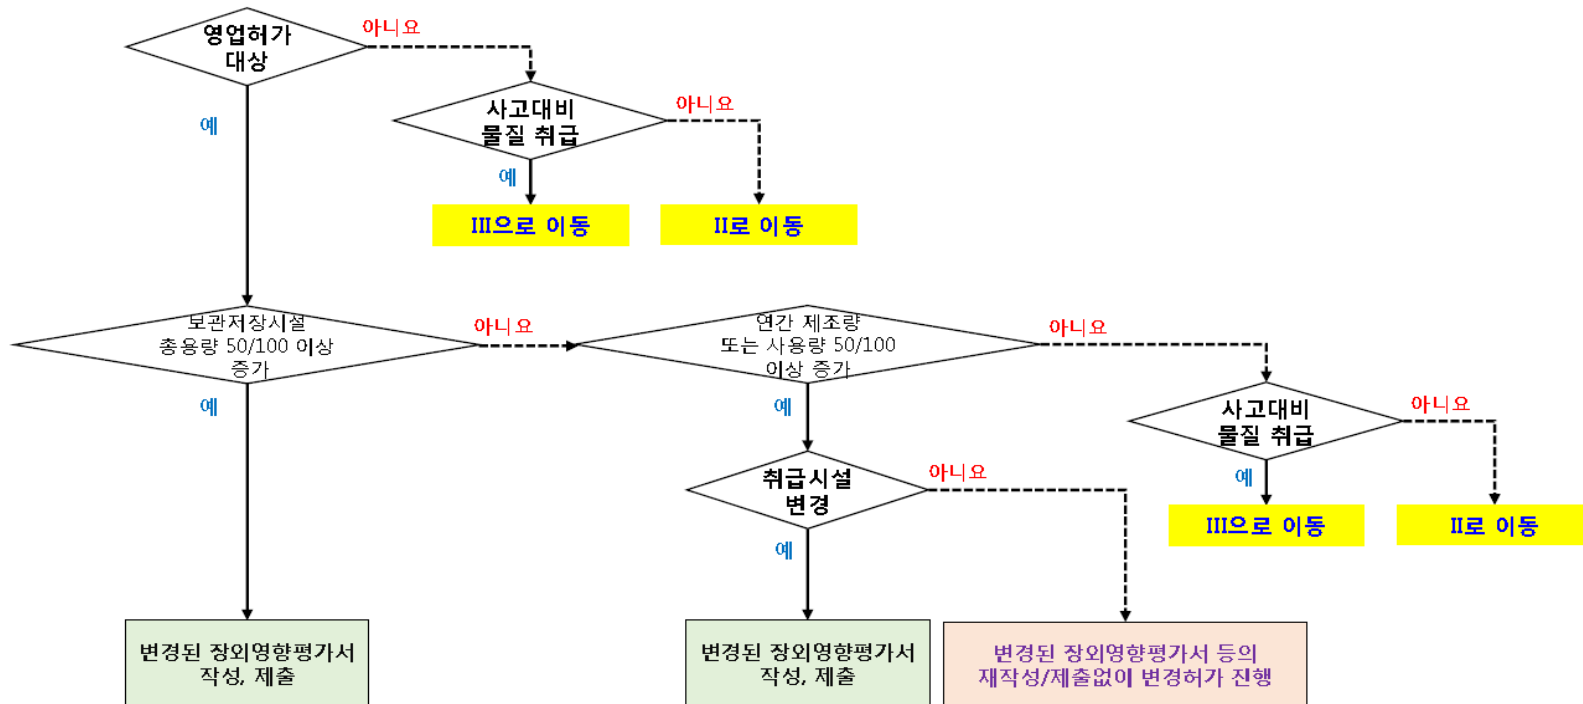 영업허가
대상
아니요
예
사고대비
물질 취급
아니요
예
III으로 이동
II로 이동
보관저장시설
총용량 50/100 이상
증가
아니요
예
연간 제조량
또는 사용량 50/100
이상 증가
아니요
예
사고대비
물질 취급
아니요
예
III으로 이동
II로 이동
취급시설
변경
아니요
예
변경된 장외영향평가서
작성, 제출
변경된 장외영향평가서
작성, 제출
변경된 장외영향평가서 등의
재작성/제출없이 변경허가 진행